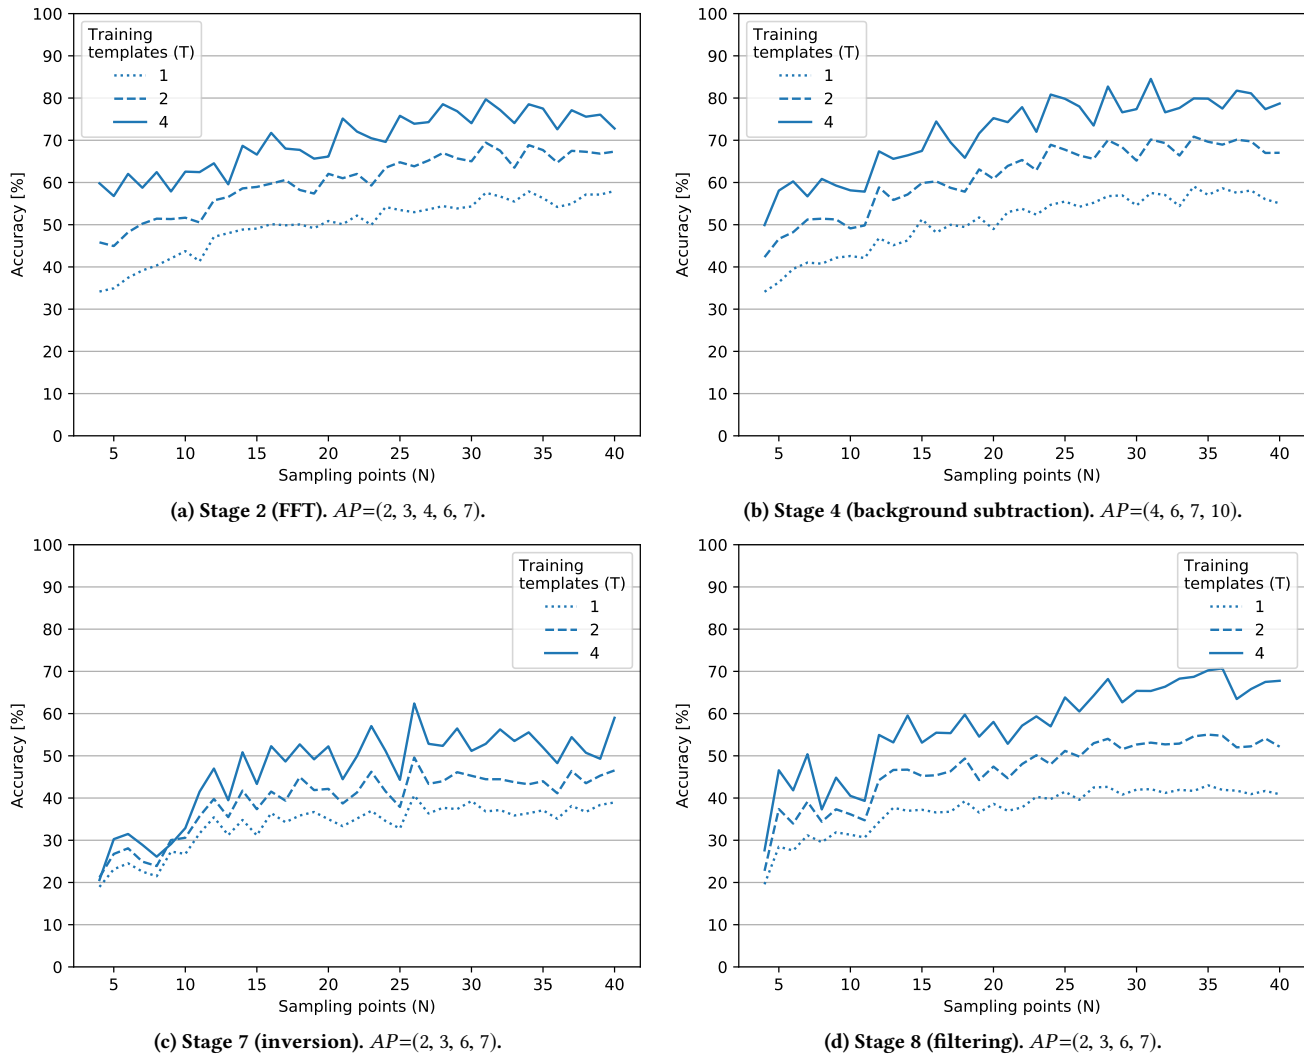 100
90
80
70
60
50
40
30
20
10
0
Accuracy [%]
Training
templates (T)
1
2
4
5 10 15 20 25 30 35 40
Sampling points (N)
(a) Stage 2 (FFT). AP=(2, 3, 4, 6, 7).
100
90
80
70
60
50
40
30
20
10
0
Accuracy [%]
Training
templates (T)
1
2
4
5 10 15 20 25 30 35 40
Sampling points (N)
(b) Stage 4 (background subtraction). AP=(4, 6, 7, 10).
100
90
80
70
60
50
40
30
20
10
0
Accuracy [%]
Training
templates (T)
1
2
4
5 10 15 20 25 30 35 40
Sampling points (N)
(c) Stage 7 (inversion). AP=(2, 3, 6, 7).
100
90
80
70
60
50
40
30
20
10
0
Accuracy [%]
Training
templates (T)
1
2
4
5 10 15 20 25 30 35 40
Sampling points (N)
(d) Stage 8 (filtering). AP=(2, 3, 6, 7).